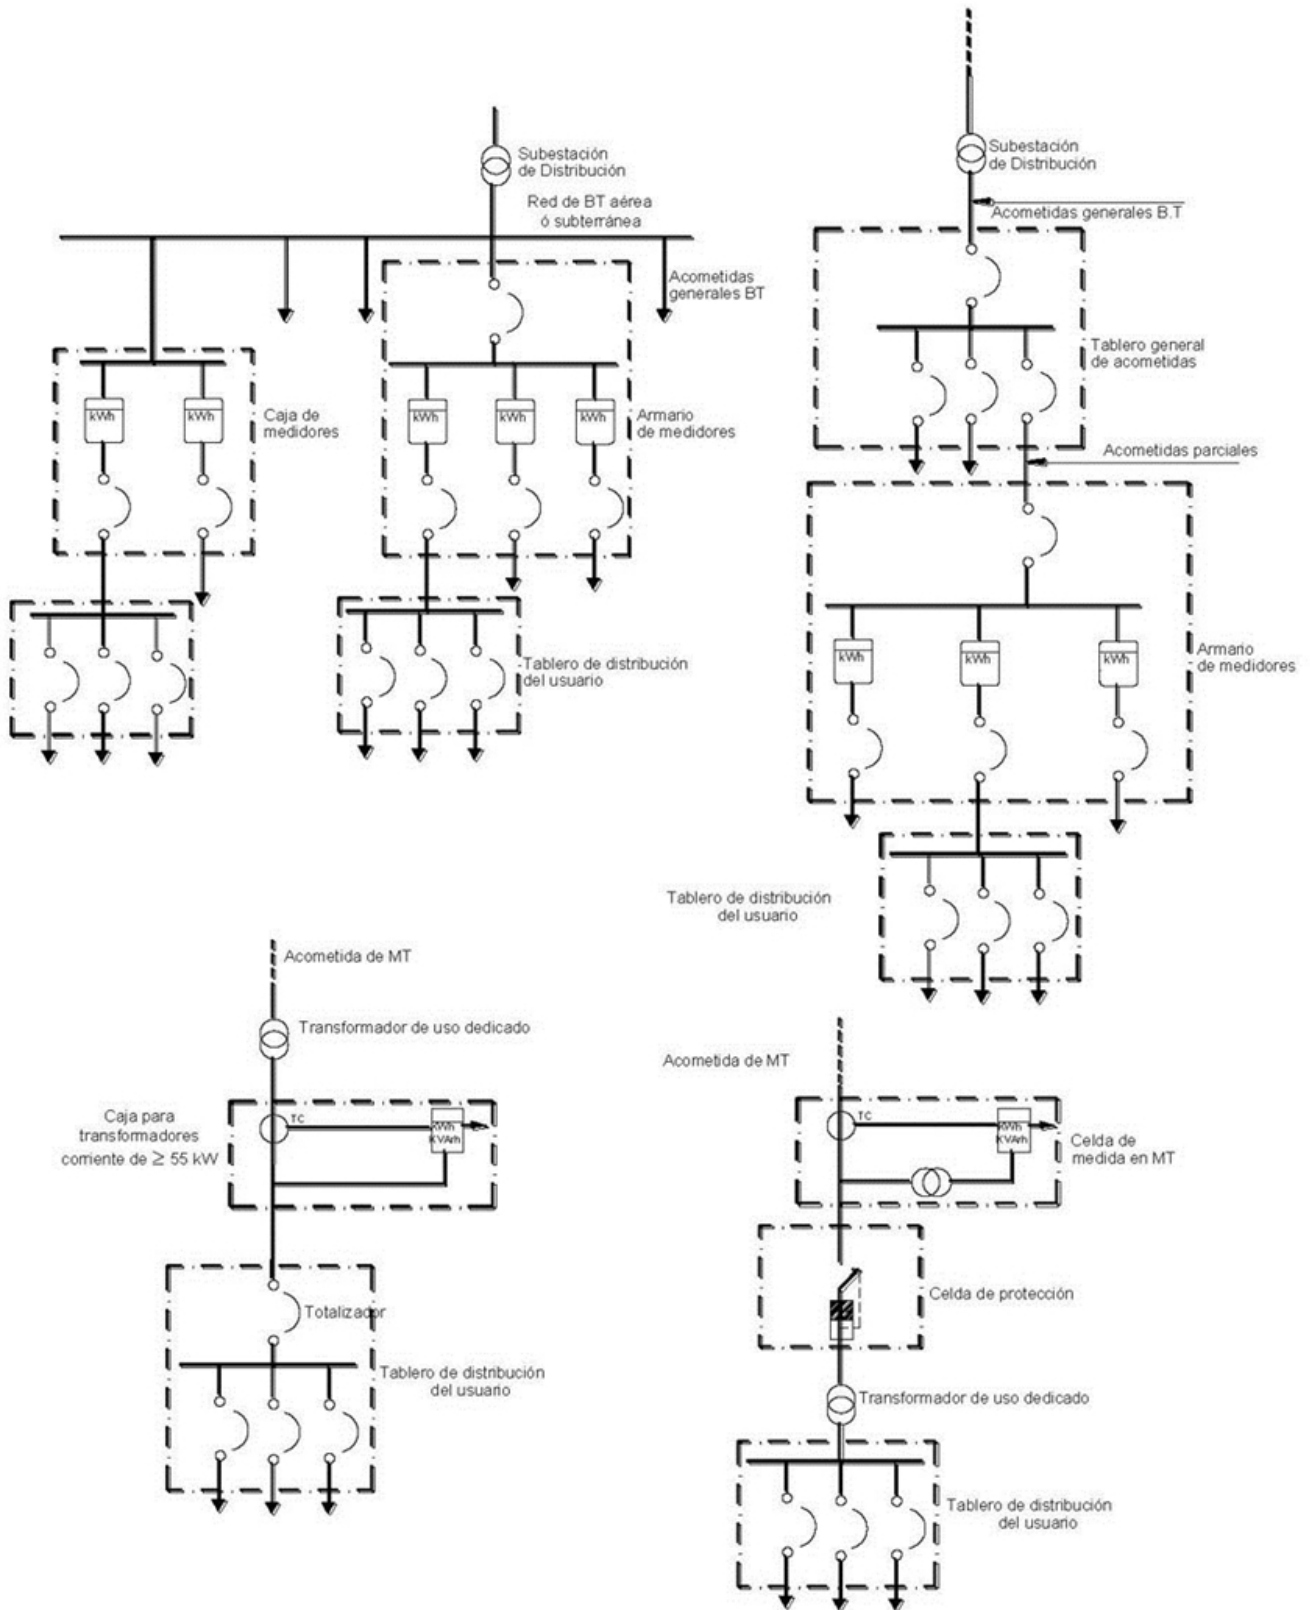 Subestación
de Distribución
Red de BT aérea
ó subterránea
Acometidas
generales BT
kWh
kWh
Caja de
medidores
kWh
kWh
kWh
Armario
de medidores
Tablero de distribución
del usuario
Subestación
de Distribución
Acometidas generales B.T
Tablero general
de acometidas
Acometidas parciales
kWh
kWh
kWh
Armario
de medidores
Tablero de distribución
del usuario
Acometida de MT
Transformador de uso dedicado
Caja para
transformadores
corriente de ≥ 55 kW
TC
KWh
KVArh
Totalizador
Tablero de distribución
del usuario
Acometida de MT
TC
KWh
KVArh
Celda de
medida en MT
Celda de protección
Transformador de uso dedicado
Tablero de distribución
del usuario